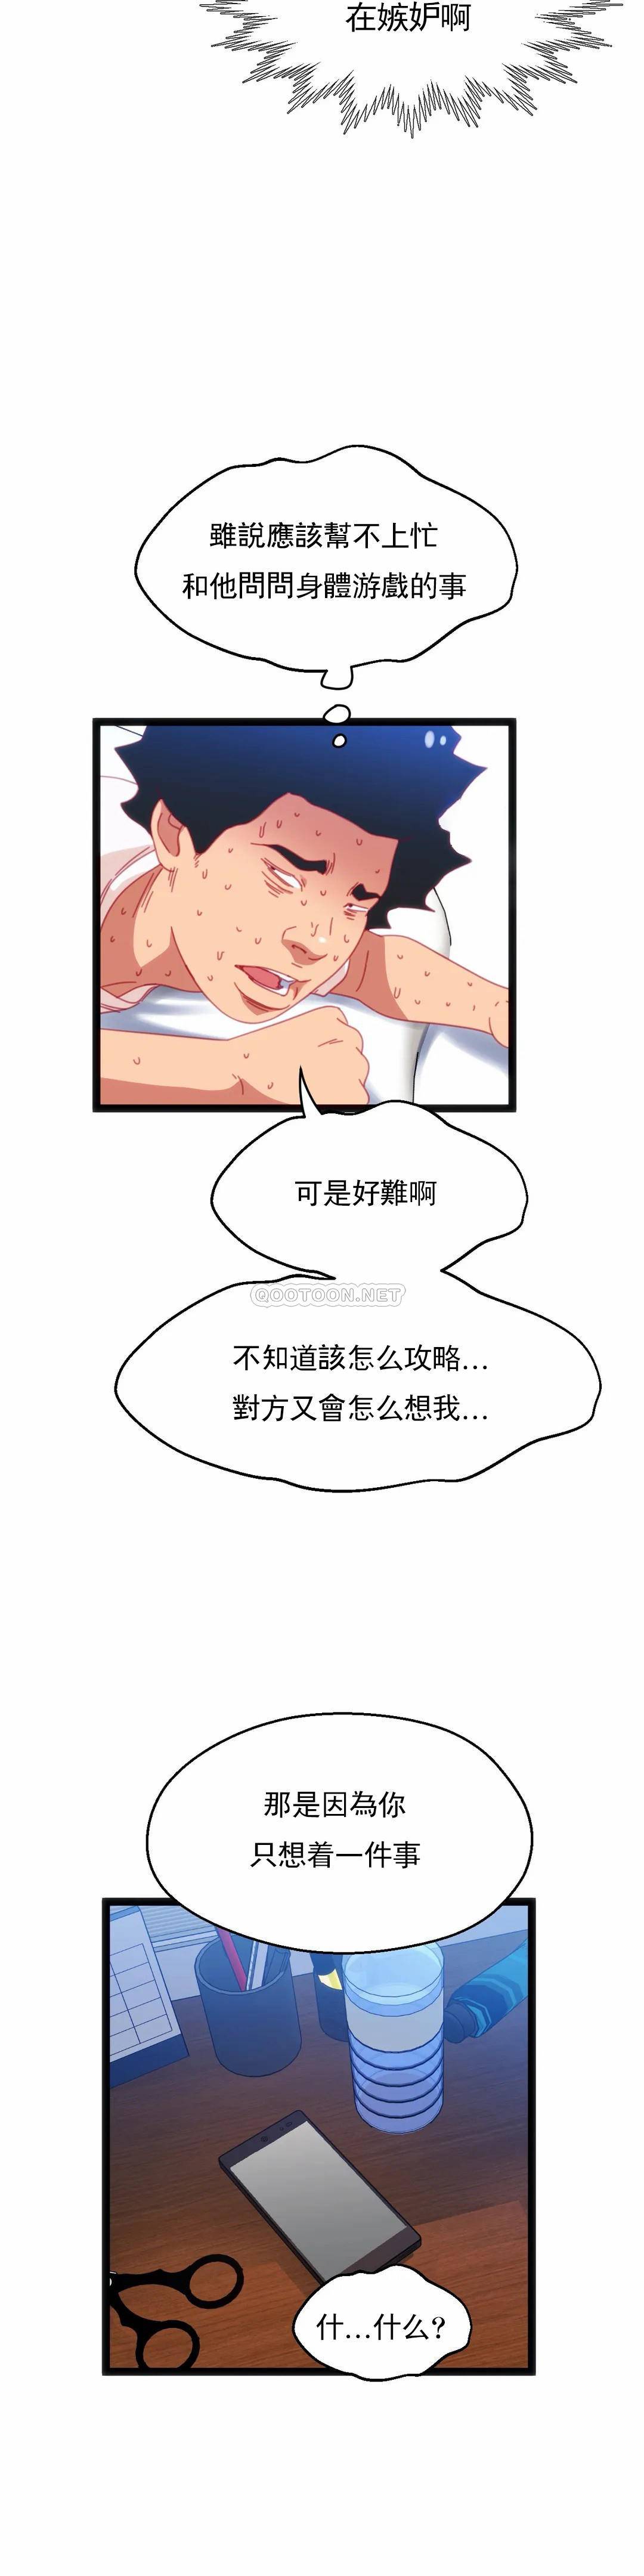 在嫉妒啊
雖說應該幫不上忙
和他問問身體游戲的事
可是好難啊
QOOTOON.NET
不知道該怎么攻略...
對方又會怎么想我...
那是因為你
只想着一件事
什...什么?